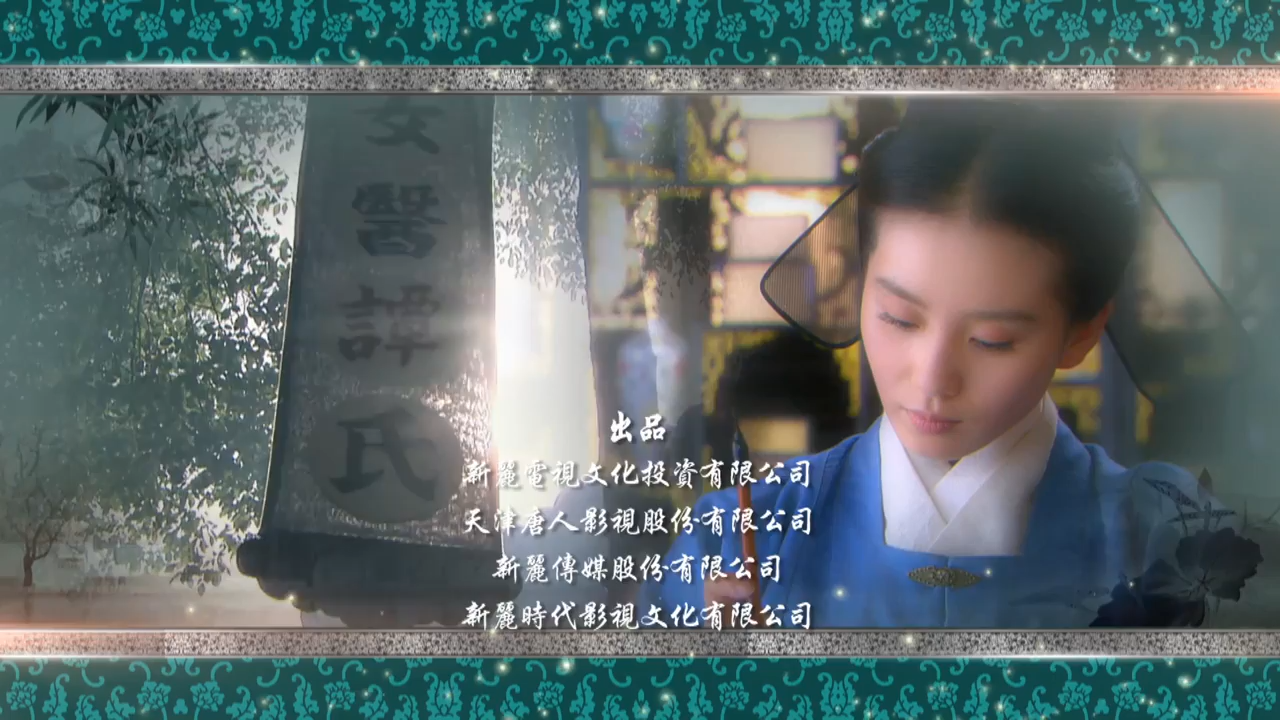 女醫譚氏
出品
新麗電視文化投資有限公司
天津唐人影視股份有限公司
新麗傳媒股份有限公司
新麗時代影視文化有限公司